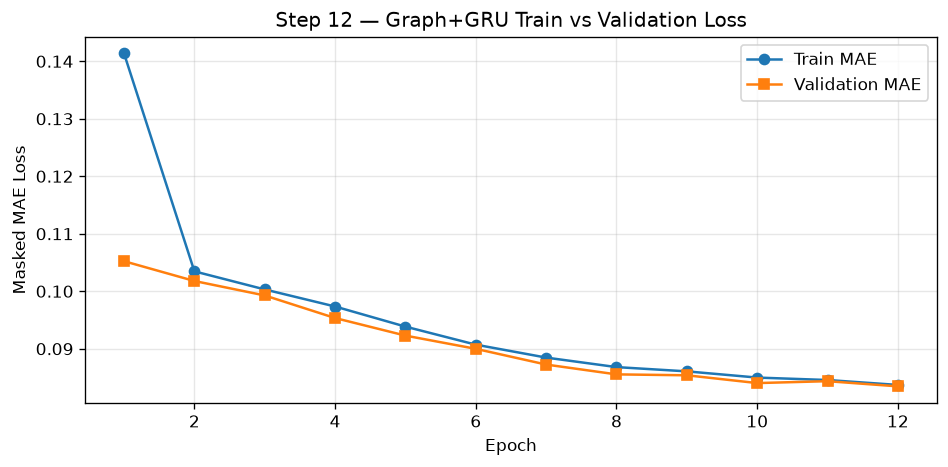 Step 12 — Graph+GRU Train vs Validation Loss
Train MAE
Validation MAE
Masked MAE Loss
0.14
0.13
0.12
0.11
0.10
0.09
2 4 6 8 10 12
Epoch